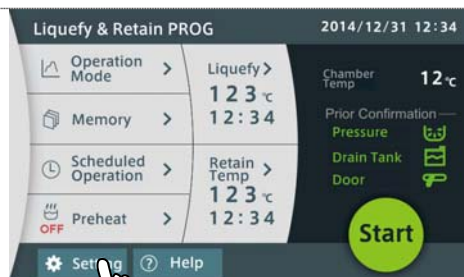 Liquefy & Retain PROG
2014/12/31 12:34
Operation
Mode
Memory
Scheduled
Operation
OFF
Preheat
Liquefy
123℃
12:34
Retain
Temp
123℃
12:34
Chamber
Temp
12℃
Prior Confirmation
Pressure
Drain Tank
Door
Start
Setting
? Help